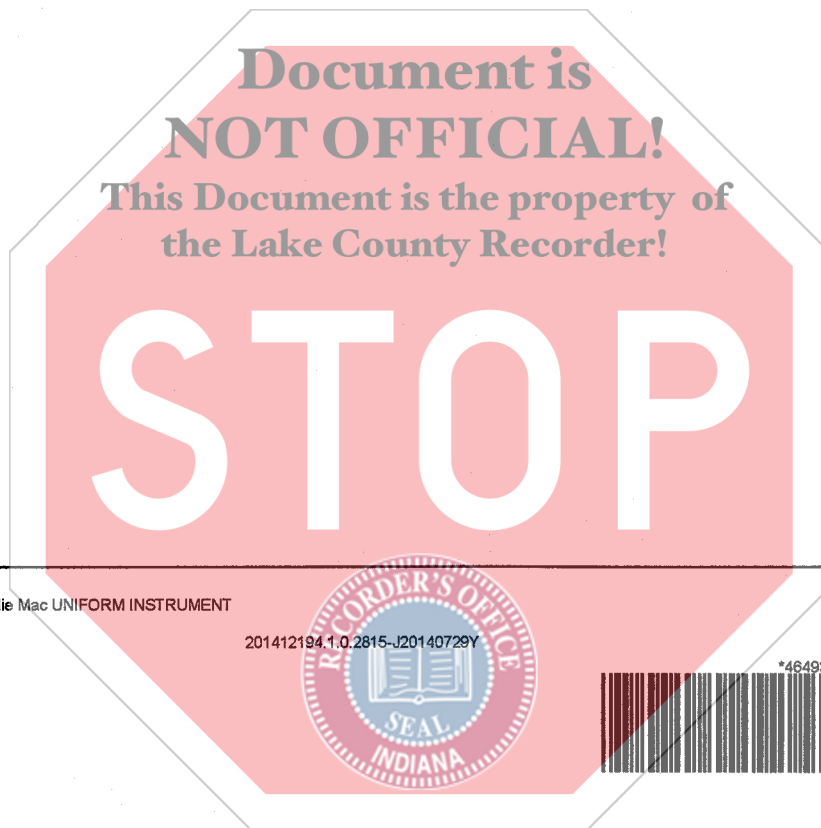 Document is
NOT OFFICIAL!
This Document is the property of
the Lake County Recorder!
STOP
ie Mac UNIFORM INSTRUMENT
201412194.1.0.2815-J20140729Y
*4649
RECORDER'S OFFICE
SEAL
INDIANA